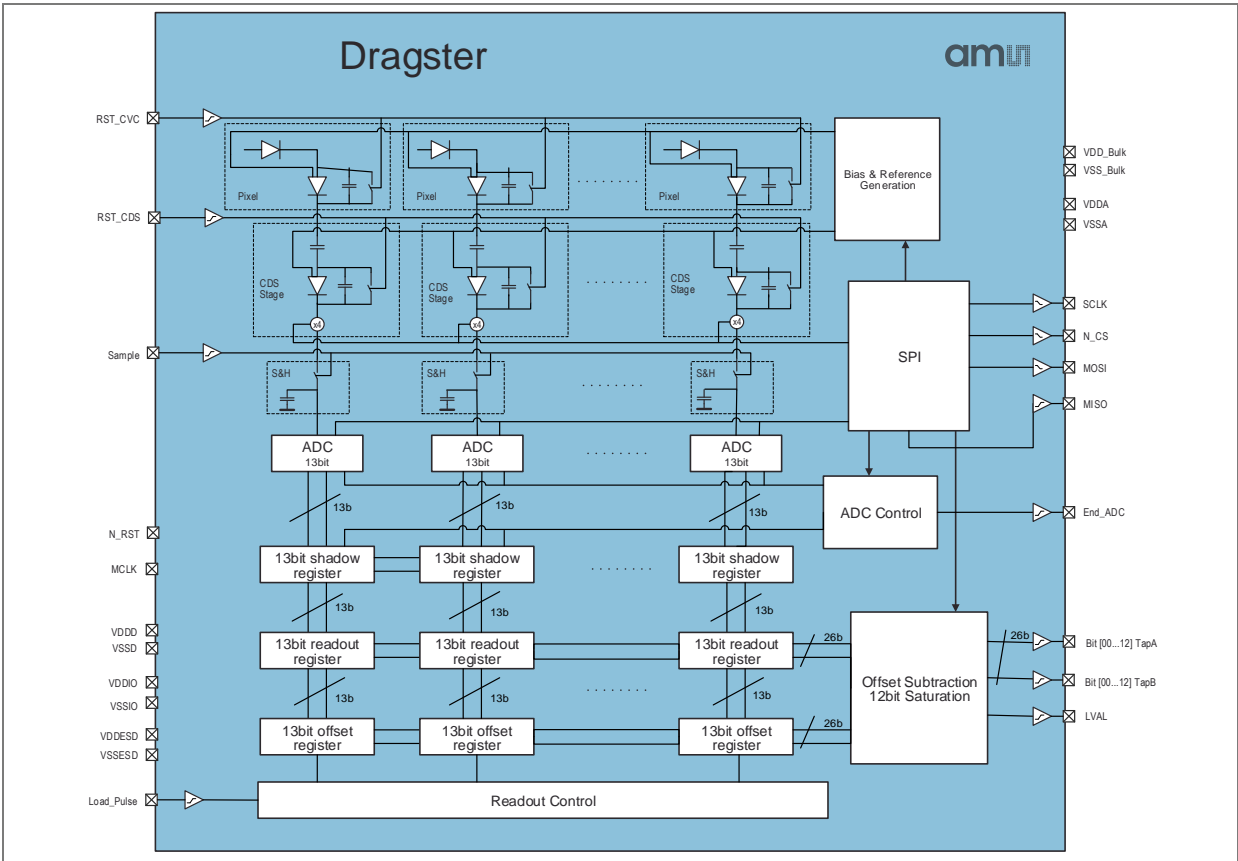 Dragster
amu
RST_CVC
Pixel
Pixel
Pixel
Bias & Reference
Generation
VDD_Bulk
VSS_Bulk
VDDA
VSSA
RST_CDS
CDS
Stage
CDS
Stage
CDS
Stage
x4
x4
x4
SPI
SCLK
N_CS
MOSI
MISO
Sample
S&H
S&H
S&H
ADC
13bit
ADC
13bit
ADC
13bit
13b
13b
13b
ADC Control
End_ADC
N_RST
MCLK
13bit shadow
register
13bit shadow
register
13bit shadow
register
13b
13b
13b
VDDD
VSSD
VDDIO
VSSIO
VDDESD
VSSESD
13bit readout
register
13bit readout
register
13bit readout
register
26b
13b
13b
13b
Offset Subtraction
12bit Saturation
26b
Bit [00...12] TapA
Bit [00...12] TapB
LVAL
13bit offset
register
13bit offset
register
13bit offset
register
26b
Load_Pulse
Readout Control